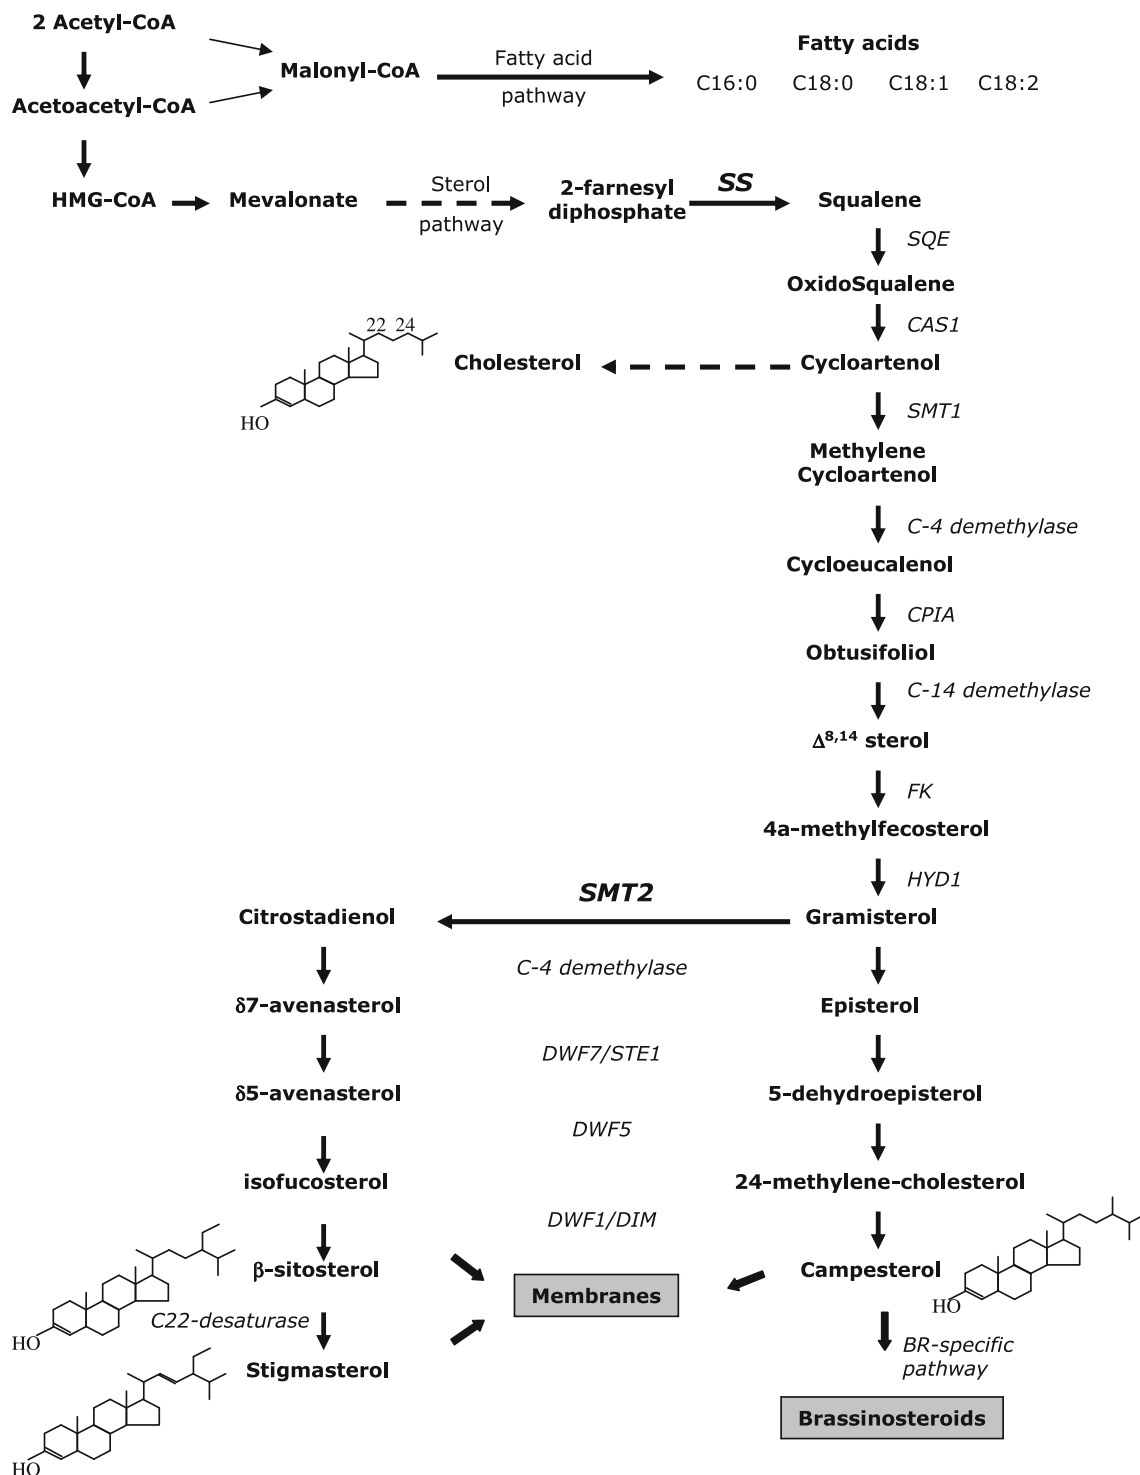 2 Acetyl-CoA
Fatty acids
Malonyl-CoA
Fatty acid
pathway
C16:0 C18:0 C18:1 C18:2
Acetoacetyl-CoA
HMG-CoA
Mevalonate
Sterol
pathway
2-farnesyl
diphosphate
SS
Squalene
SQE
OxidoSqualene
22 24
CAS1
Cholesterol
Cycloartenol
HO
SMT1
Methylene
Cycloartenol
C-4 demethylase
Cycloeucalenol
CPIA
Obtusifoliol
C-14 demethylase
Δ8,14 sterol
FK
4a-methylfecosterol
HYD1
SMT2
Citrostadienol
Gramisterol
C-4 demethylase
δ7-avenasterol
Episterol
DWF7/STE1
δ5-avenasterol
5-dehydroepisterol
DWF5
isofucosterol
24-methylene-cholesterol
DWF1/DIM
β-sitosterol
Membranes
Campesterol
HO
HO
C22-desaturase
Stigmasterol
BR-specific
pathway
HO
Brassinosteroids